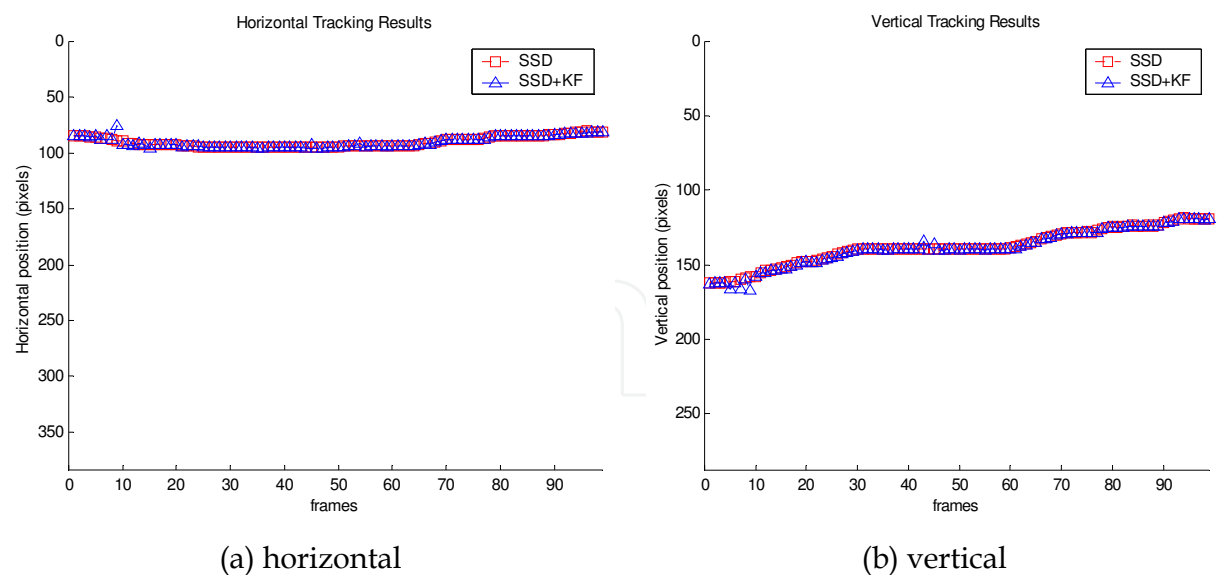 Horizontal Tracking Results
SSD
SSD+KF
0
50
100
150
200
250
300
350
Horizontal position (pixels)
0 10 20 30 40 50 60 70 80 90
frames
(a) horizontal
Vertical Tracking Results
SSD
SSD+KF
0
50
100
150
200
250
Vertical position (pixels)
0 10 20 30 40 50 60 70 80 90
frames
(b) vertical